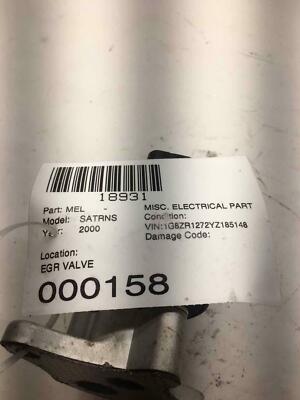 18931
Part: MEL - MISC. ELECTRICAL PART
Model: SATRNS Condition:
Year: 2000 VIN:1G8ZR1272YZ185148
Damage Code:
Location:
EGR VALVE
000158